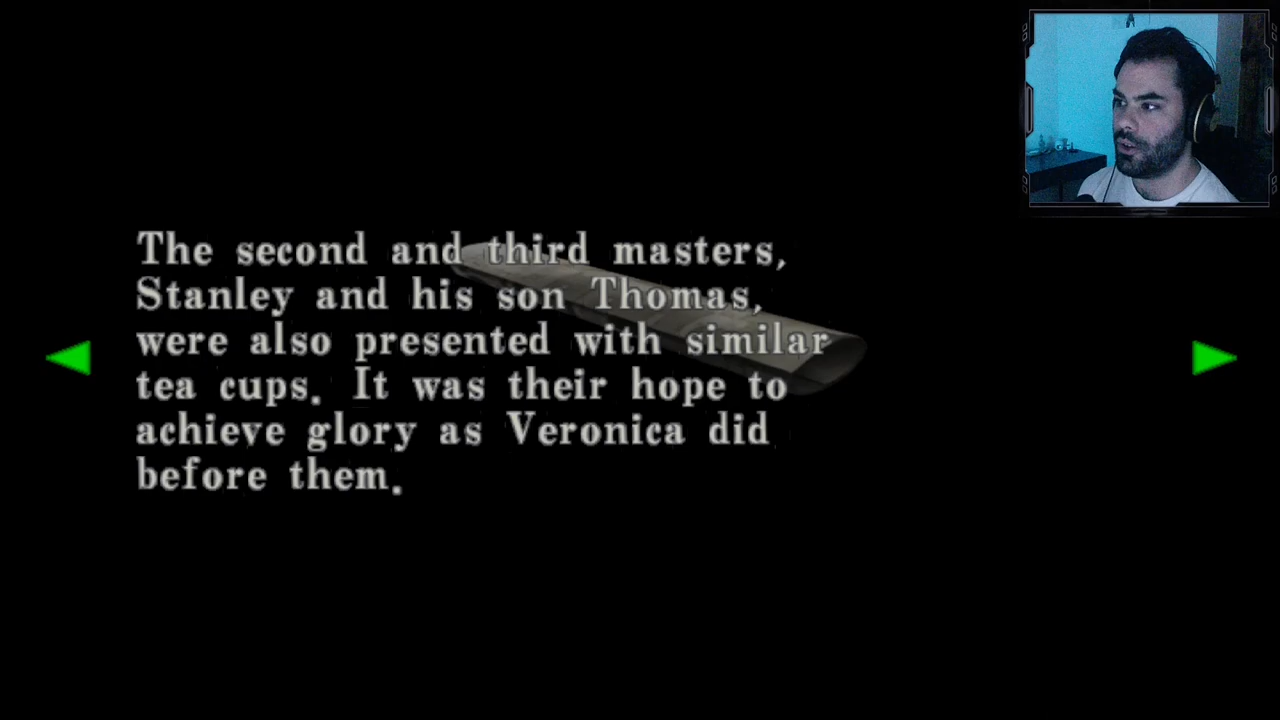 The second and third masters,
Stanley and his son Thomas,
were also presented with similar
tea cups. It was their hope to
achieve glory as Veronica did
before them.